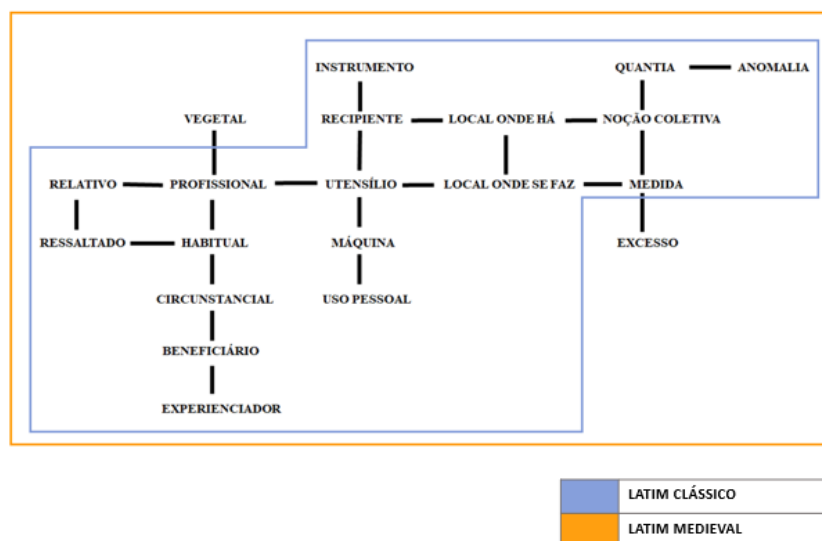 INSTRUMENTO
QUANTIA
ANOMALIA
VEGETAL
RECIPIENTE
LOCAL ONDE HÁ
NOÇÃO COLETIVA
RELATIVO
PROFISSIONAL
UTENSÍLIO
LOCAL ONDE SE FAZ
MEDIDA
RESSALTADO
HABITUAL
MÁQUINA
EXCESSO
CIRCUNSTANCIAL
USO PESSOAL
BENEFICIÁRIO
EXPERIENCIADOR
LATIM CLÁSSICO
LATIM MEDIEVAL